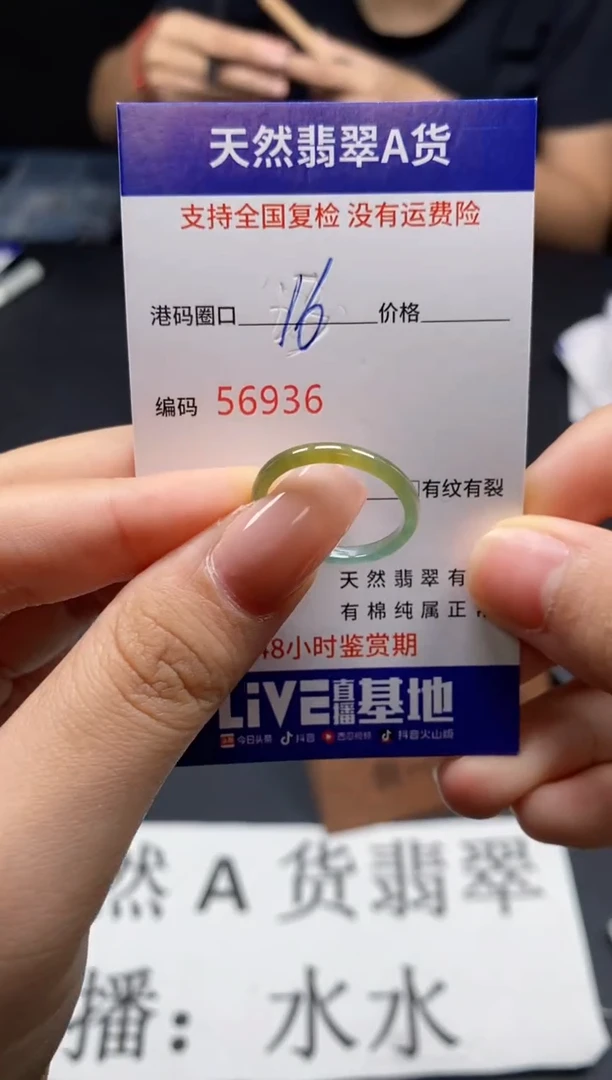 天然翡翠A货
支持全国复检 没有运费险
港码圈口 16 价格
编码 56936
有纹有裂
天然翡翠有
有棉纯属正
48小时鉴赏期
LiVE直播基地
今日头条 抖音 西瓜视频 抖音火山版
然A货翡翠
播：水水